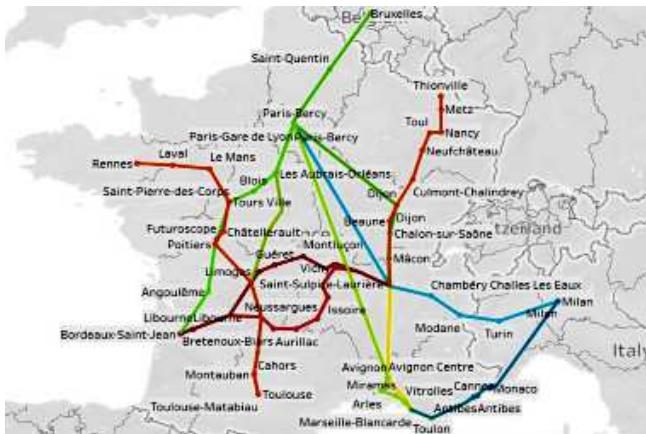 Belgie
Bruxelles
Saint-Quentin
Thionville
Paris-Bercy
Metz
Toul
Paris-Gare de Lyon Paris-Bercy
Nancy
Neufchâteau
Rennes
Laval
Le Mans
Les Aubrais-Orléans
Blois
Saint-Pierre-des-Corps
Culmont-Chalindrey
Dijon
Tours Ville
Beaune
Dijon
Futuroscope
Châtellerault
Chalon-sur-Saône
tzerland
Poitiers
Montluçon
Guéret
Mâcon
Limoges
Vichy
Saint-Sulpice-Laurière
Chambéry Challes Les Eaux
Angoulême
Milan
Libourne
Libourne
Neussargues
Issoire
Milan
Modane
Turin
Bordeaux-Saint-Jean
Bretenoux-Biars
Aurillac
Italy
Cahors
Avignon
Avignon Centre
Montauban
Miramas
Vitrolles
Cannes
Monaco
Toulouse
Arles
Antibes
Antibes
Toulouse-Matabiau
Marseille-Blancarde
Toulon